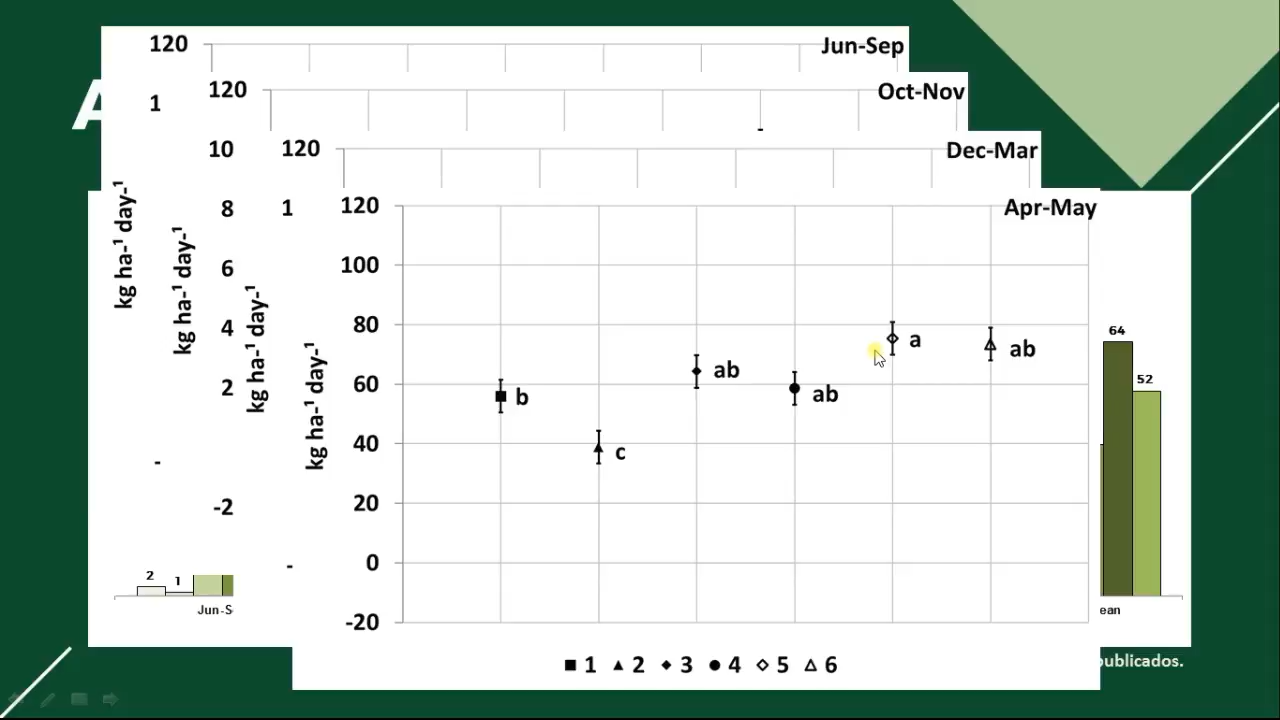 A
120
Jun-Sep
1
kg ha-¹ day-¹
-
120
Oct-Nov
-
10
8
6
4
2
-2
kg ha-¹ day-¹
120
Dec-Mar
1
kg ha-¹ day-¹
-
Apr-May
120
100
80
60
40
20
0
-20
kg ha-¹ day-¹
b
c
ab
ab
a
ab
1 2 3 4 5 6
2
1
Jun-S
64
52
ean
publicados.